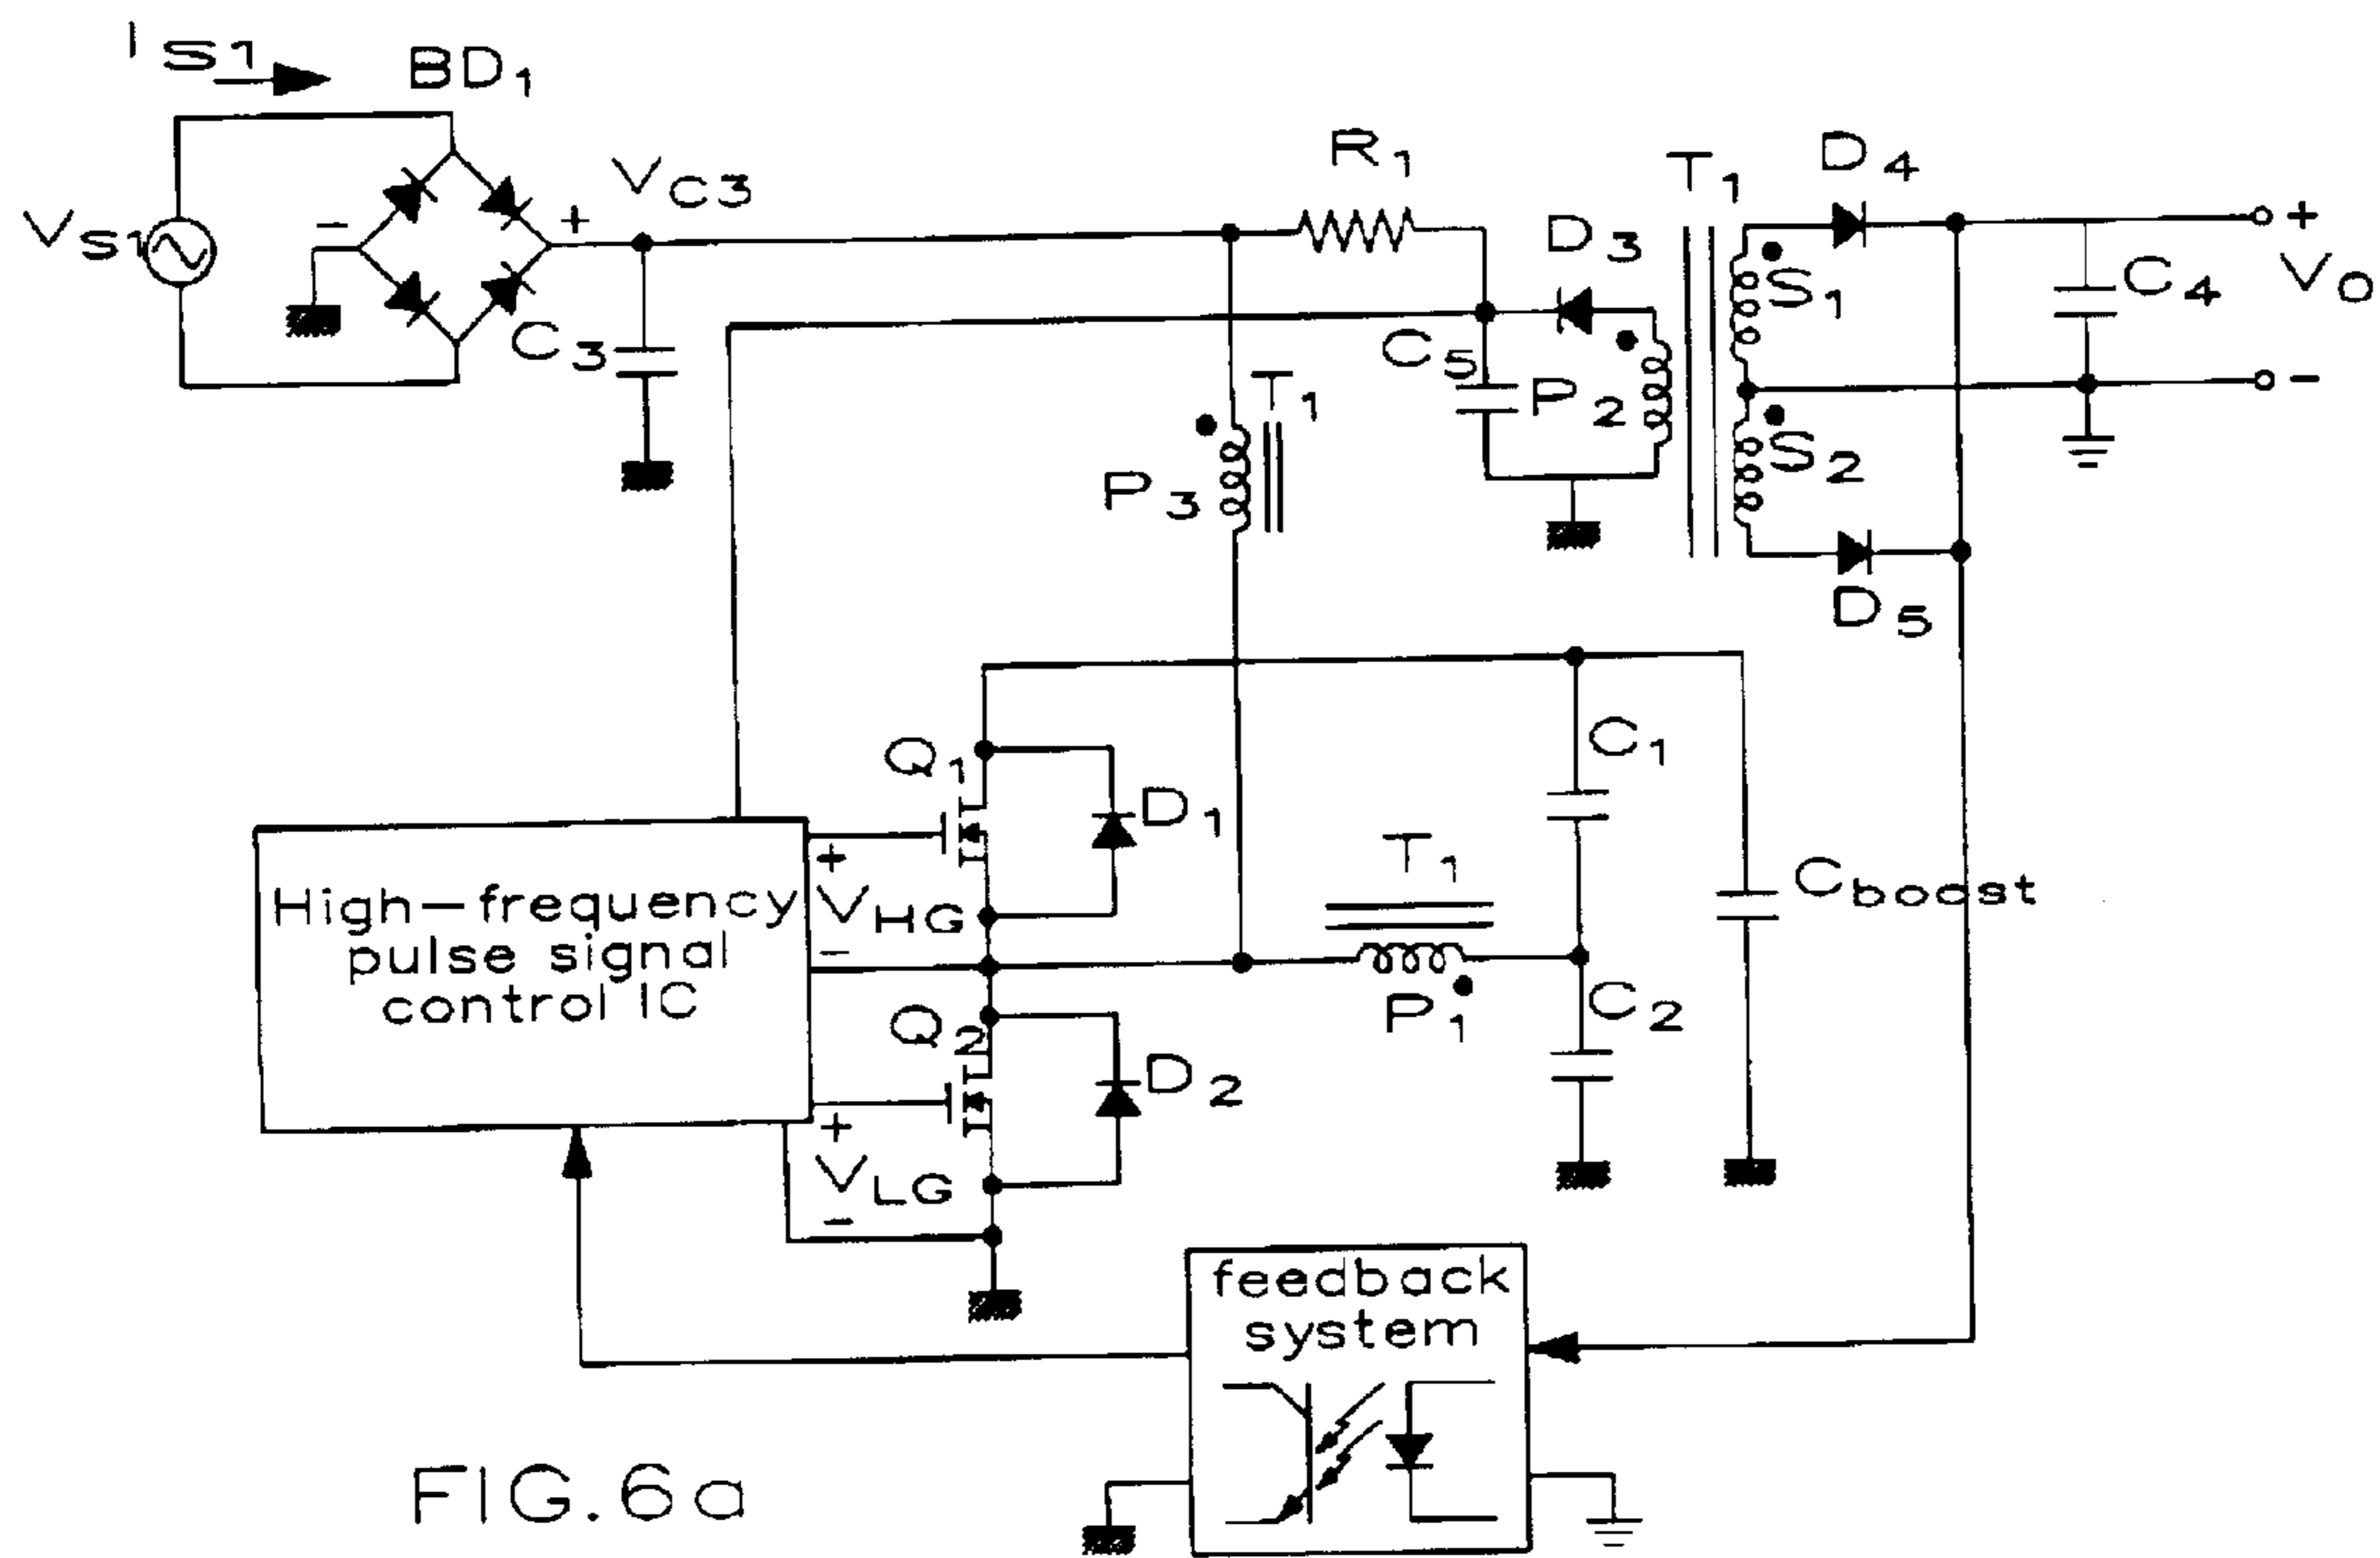 I S1
BD1
VS1
−
+
VC3
C3
R1
D3
T1
D4
S1
C4
+
VO
−
C5
P2
T1
P3
S2
D5
Q1
D1
C1
T1
Cboost
High-frequency
pulse signal
control IC
+
VHG
−
P1
C2
Q2
D2
+
VLG
−
feedback
system
FIG.6a